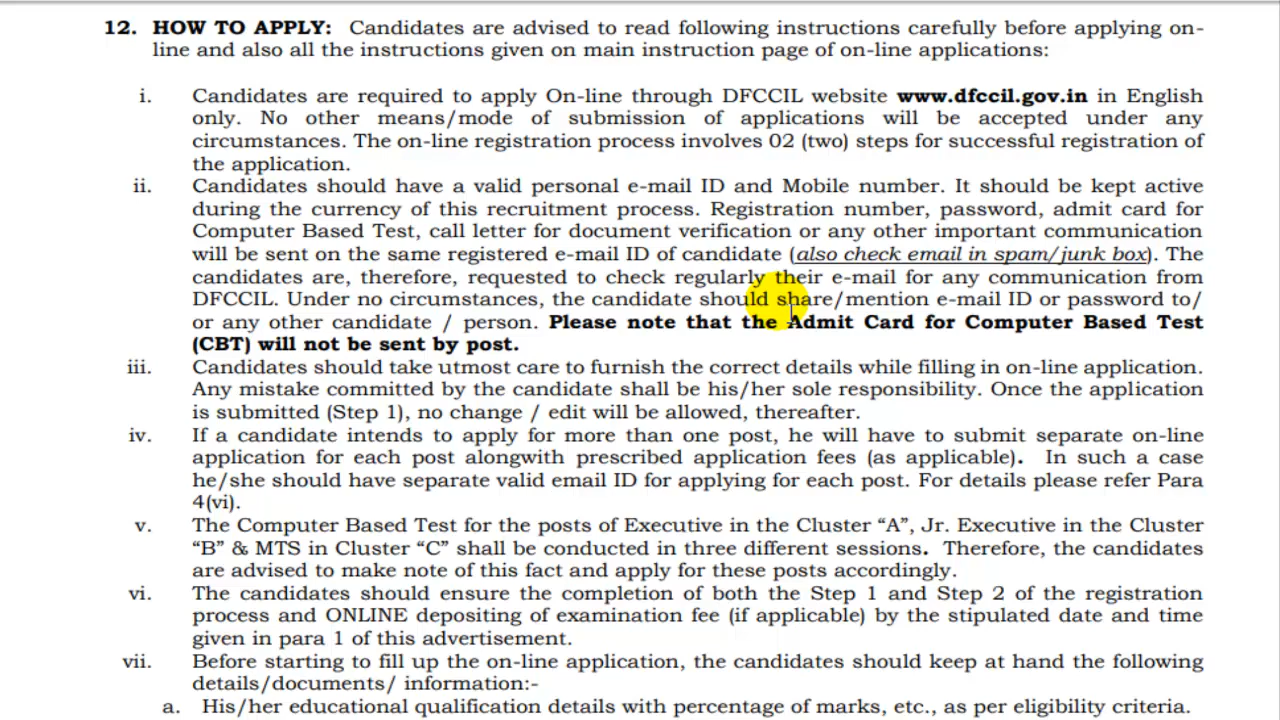 12. HOW TO APPLY: Candidates are advised to read following instructions carefully before applying on-
line and also all the instructions given on main instruction page of on-line applications:
i. Candidates are required to apply On-line through DFCCIL website www.dfccil.gov.in in English
only. No other means/mode of submission of applications will be accepted under any
circumstances. The on-line registration process involves 02 (two) steps for successful registration of
the application.
ii. Candidates should have a valid personal e-mail ID and Mobile number. It should be kept active
during the currency of this recruitment process. Registration number, password, admit card for
Computer Based Test, call letter for document verification or any other important communication
will be sent on the same registered e-mail ID of candidate (also check email in spam/junk box). The
candidates are, therefore, requested to check regularly their e-mail for any communication from
DFCCIL. Under no circumstances, the candidate should share/mention e-mail ID or password to/
or any other candidate / person. Please note that the Admit Card for Computer Based Test
(CBT) will not be sent by post.
iii. Candidates should take utmost care to furnish the correct details while filling in on-line application.
Any mistake committed by the candidate shall be his/her sole responsibility. Once the application
is submitted (Step 1), no change / edit will be allowed, thereafter.
iv. If a candidate intends to apply for more than one post, he will have to submit separate on-line
application for each post alongwith prescribed application fees (as applicable). In such a case
he/she should have separate valid email ID for applying for each post. For details please refer Para
4(vi).
v. The Computer Based Test for the posts of Executive in the Cluster “A”, Jr. Executive in the Cluster
“B” & MTS in Cluster “C” shall be conducted in three different sessions. Therefore, the candidates
are advised to make note of this fact and apply for these posts accordingly.
vi. The candidates should ensure the completion of both the Step 1 and Step 2 of the registration
process and ONLINE depositing of examination fee (if applicable) by the stipulated date and time
given in para 1 of this advertisement.
vii. Before starting to fill up the on-line application, the candidates should keep at hand the following
details/documents/ information:-
a. His/her educational qualification details with percentage of marks, etc., as per eligibility criteria.